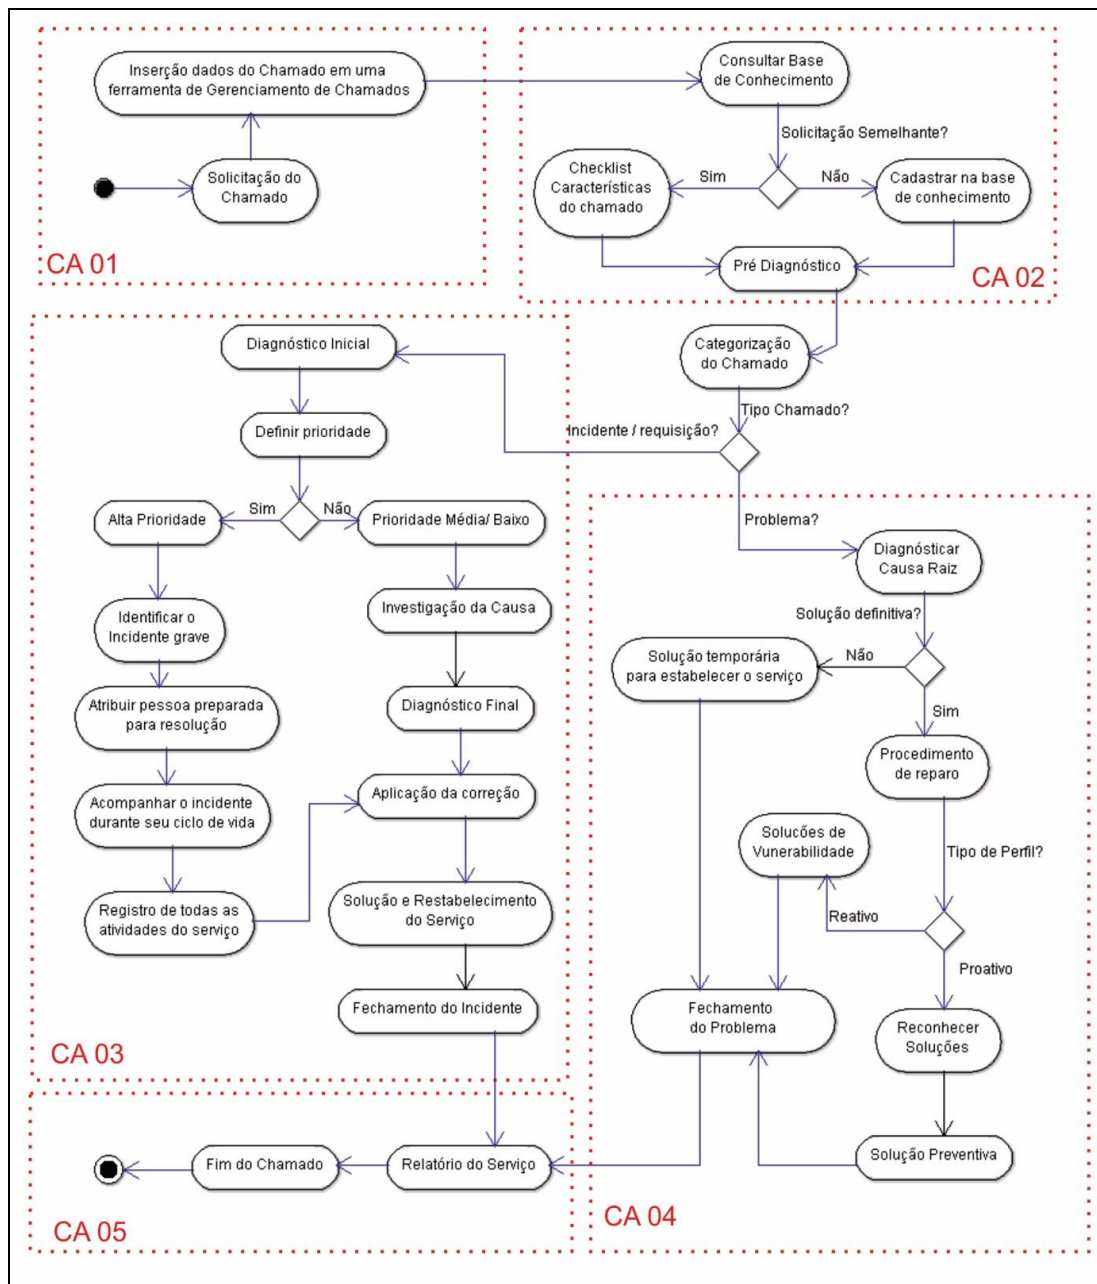 Inserção dados do Chamado em uma
ferramenta de Gerenciamento de Chamados
Solicitação do
Chamado
CA 01
Consultar Base
de Conhecimento
Solicitação Semelhante?
Checklist
Características
do chamado
Sim
Não
Cadastrar na base
de conhecimento
Pré Diagnóstico
CA 02
Categorização
do Chamado
Tipo Chamado?
Incidente / requisição?
Problema?
Diagnóstico Inicial
Definir prioridade
Alta Prioridade
Sim
Não
Prioridade Média/ Baixo
Identificar o
Incidente grave
Investigação da Causa
Atribuir pessoa preparada
para resolução
Diagnóstico Final
Acompanhar o incidente
durante seu ciclo de vida
Aplicação da correção
Registro de todas as
atividades do serviço
Solução e Restabelecimento
do Serviço
Fechamento do Incidente
CA 03
Diagnósticar
Causa Raiz
Solução definitiva?
Solução temporária
para estabelecer o serviço
Não
Sim
Procedimento
de reparo
Tipo de Perfil?
Soluções de
Vunerabilidade
Reativo
Proativo
Fechamento
do Problema
Reconhecer
Soluções
Solução Preventiva
CA 04
Fim do Chamado
Relatório do Serviço
CA 05